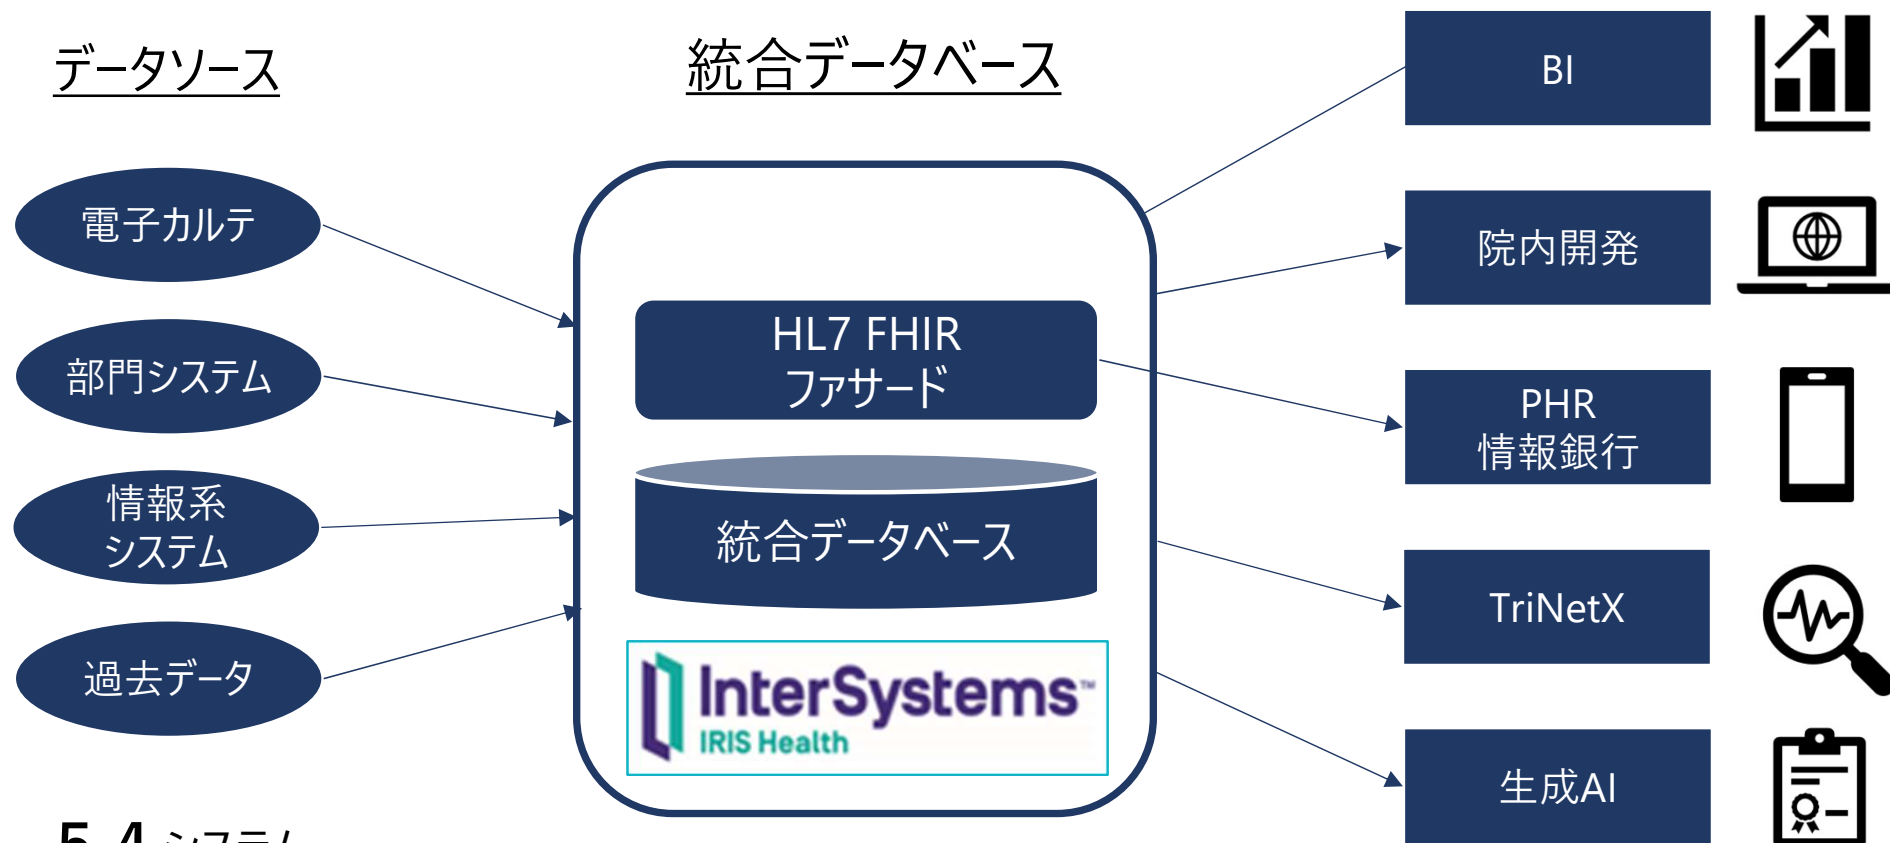 データソース
電子カルテ
部門システム
情報系
システム
過去データ
統合データベース
HL7 FHIR
ファサード
統合データベース
InterSystems™
IRIS Health
BI
院内開発
PHR
情報銀行
TriNetX
生成AI